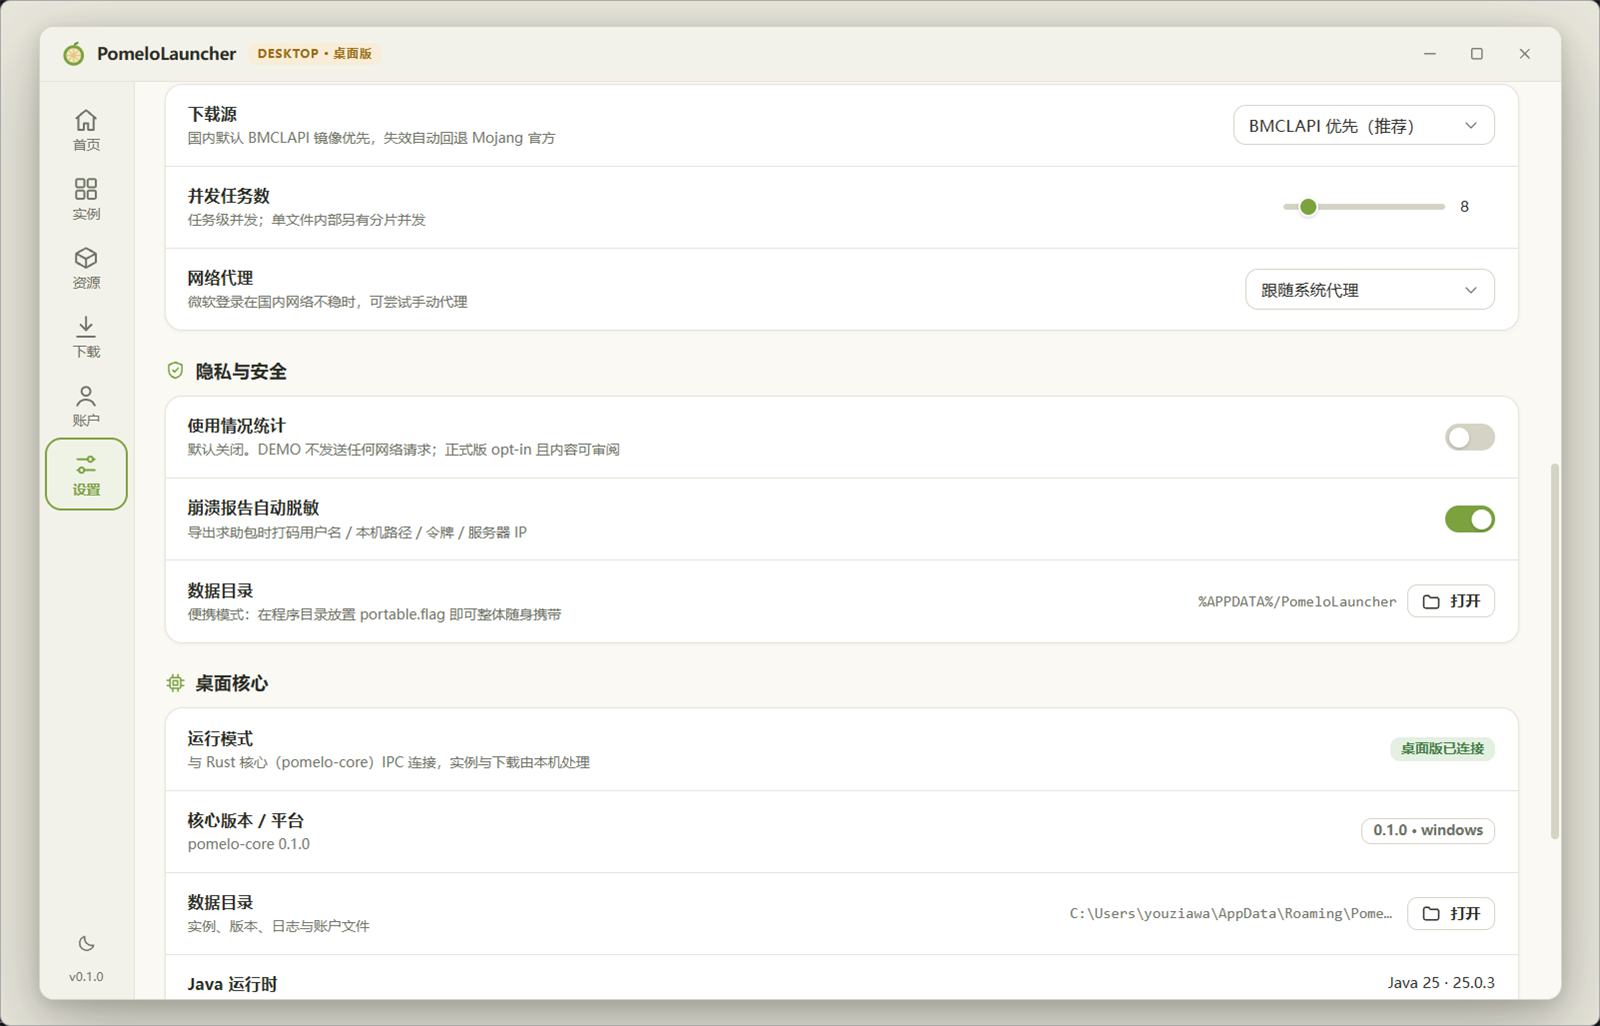 PomeloLauncher DESKTOP • 桌面版
首页
实例
资源
下载
账户
设置
v0.1.0
下载源
国内默认 BMCLAPI 镜像优先，失效自动回退 Mojang 官方
BMCLAPI 优先（推荐）
并发任务数
任务级并发；单文件内部另有分片并发
8
网络代理
微软登录在国内网络不稳时，可尝试手动代理
跟随系统代理
隐私与安全
使用情况统计
默认关闭。DEMO 不发送任何网络请求；正式版 opt-in 且内容可审阅
崩溃报告自动脱敏
导出求助包时打码用户名 / 本机路径 / 令牌 / 服务器 IP
数据目录
便携模式：在程序目录放置 portable.flag 即可整体随身携带
%APPDATA%/PomeloLauncher
打开
桌面核心
运行模式
与 Rust 核心（pomelo-core）IPC 连接，实例与下载由本机处理
桌面版已连接
核心版本 / 平台
pomelo-core 0.1.0
0.1.0 • windows
数据目录
实例、版本、日志与账户文件
C:\Users\youziawa\AppData\Roaming\Pome…
打开
Java 运行时
Java 25 · 25.0.3